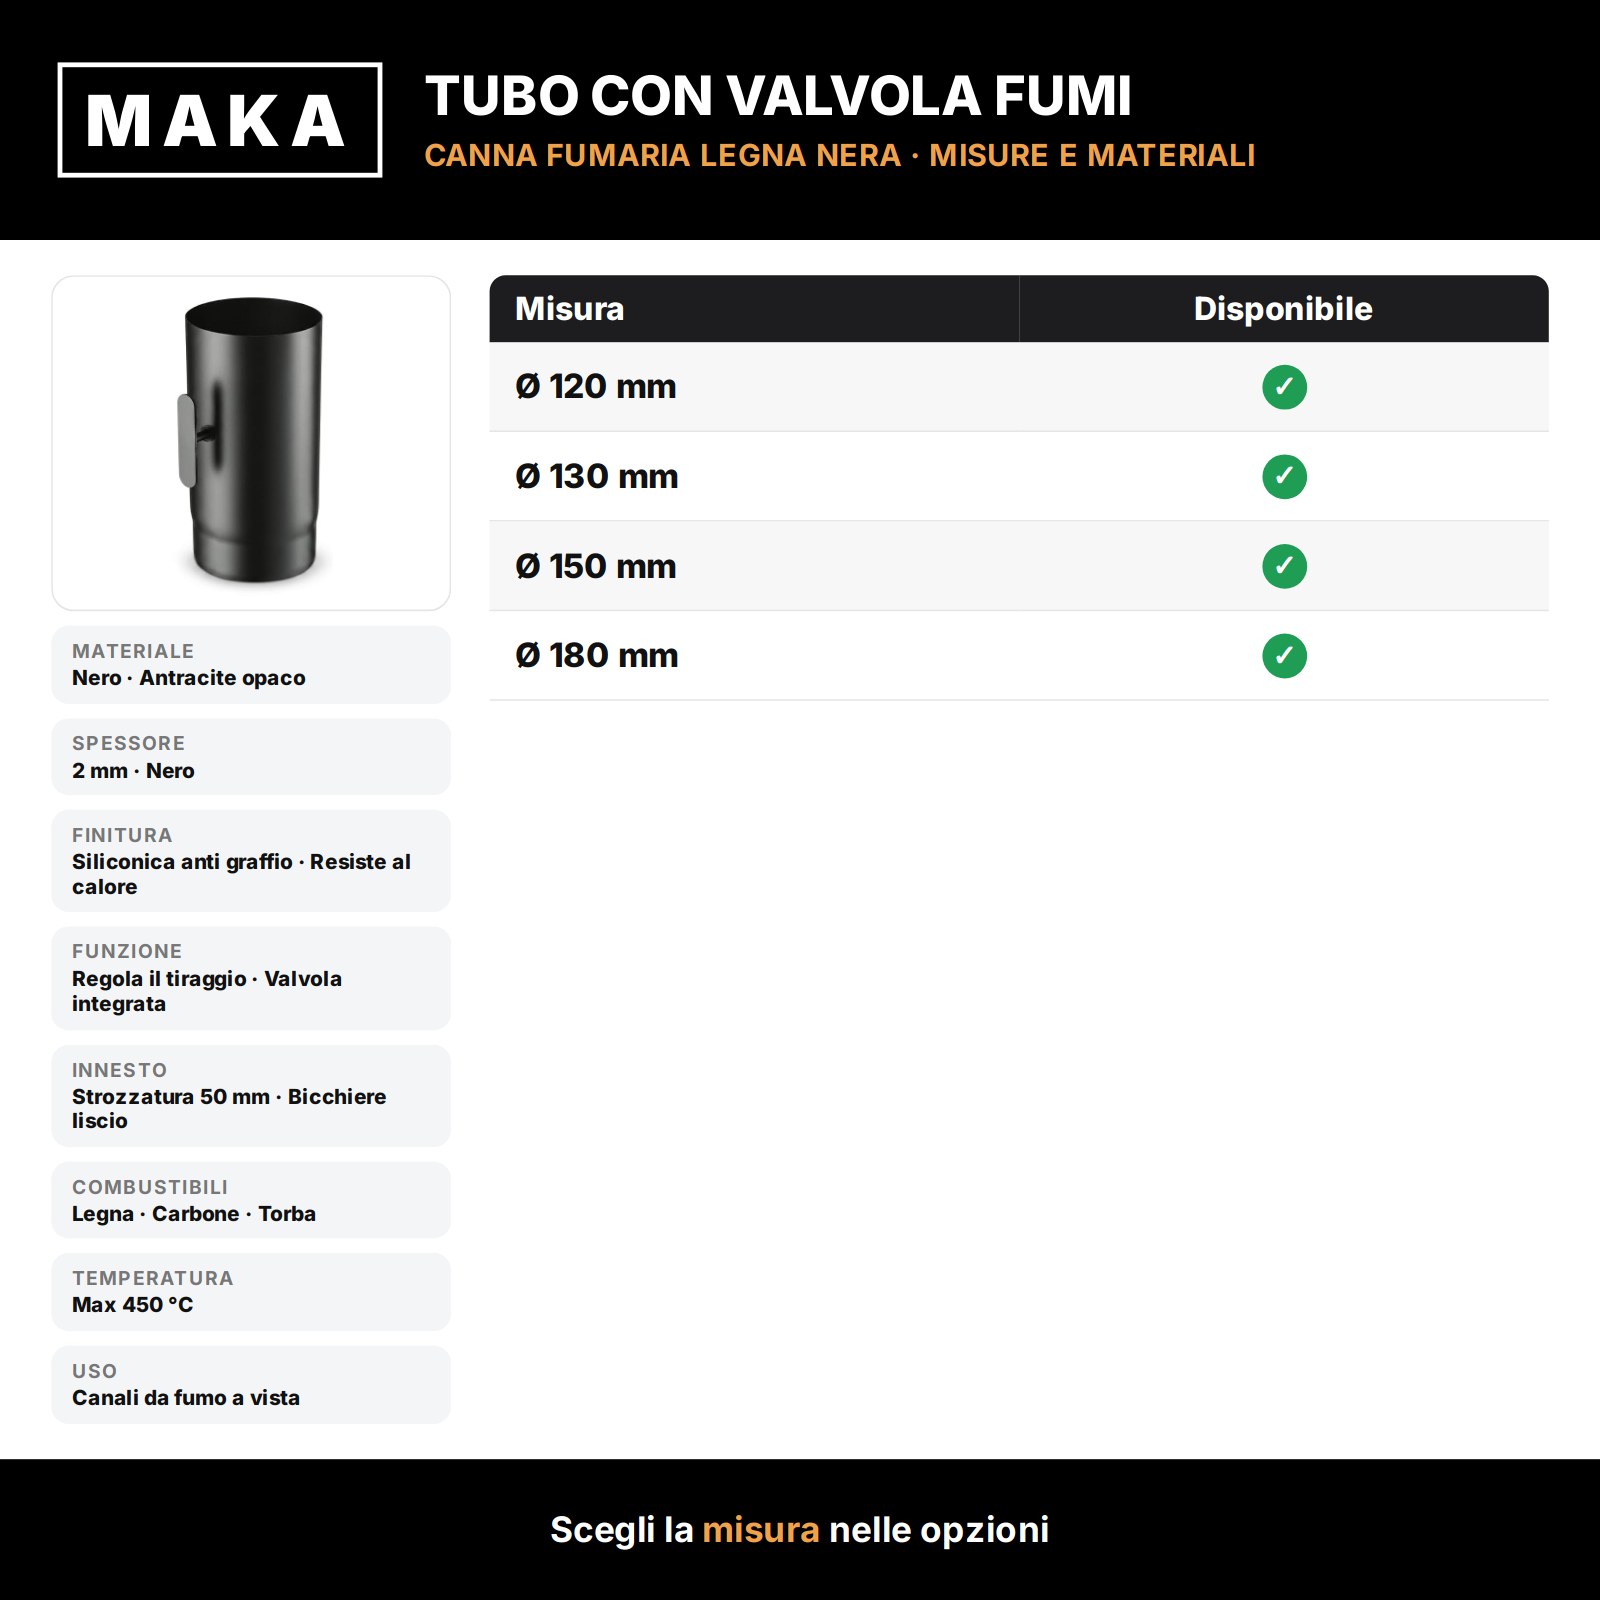 MAKA
TUBO CON VALVOLA FUMI
CANNA FUMARIA LEGNA NERA · MISURE E MATERIALI
Misura Disponibile
Ø 120 mm ✓
Ø 130 mm ✓
Ø 150 mm ✓
Ø 180 mm ✓
MATERIALE
Nero · Antracite opaco
SPESSORE
2 mm · Nero
FINITURA
Siliconica anti graffio · Resiste al
calore
FUNZIONE
Regola il tiraggio · Valvola
integrata
INNESTO
Strozzatura 50 mm · Bicchiere
liscio
COMBUSTIBILI
Legna · Carbone · Torba
TEMPERATURA
Max 450 °C
USO
Canali da fumo a vista
Scegli la misura nelle opzioni